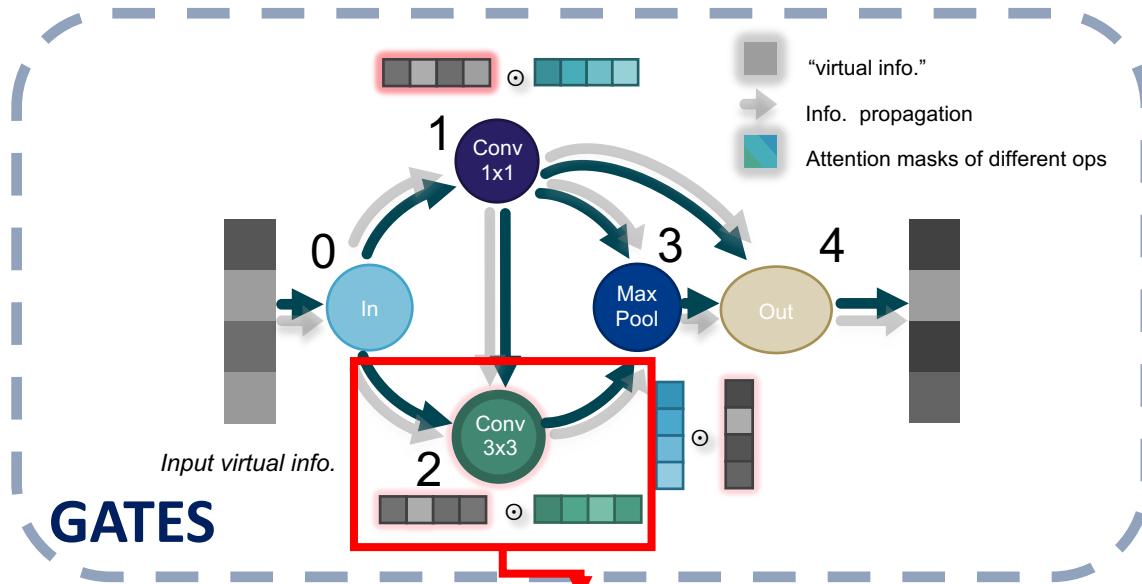 “virtual info.”
Info. propagation
Attention masks of different ops
⊙
1
Conv
1x1
0
In
3
Max
Pool
4
Out
Conv
3x3
2
⊙
⊙
Input virtual info.
GATES